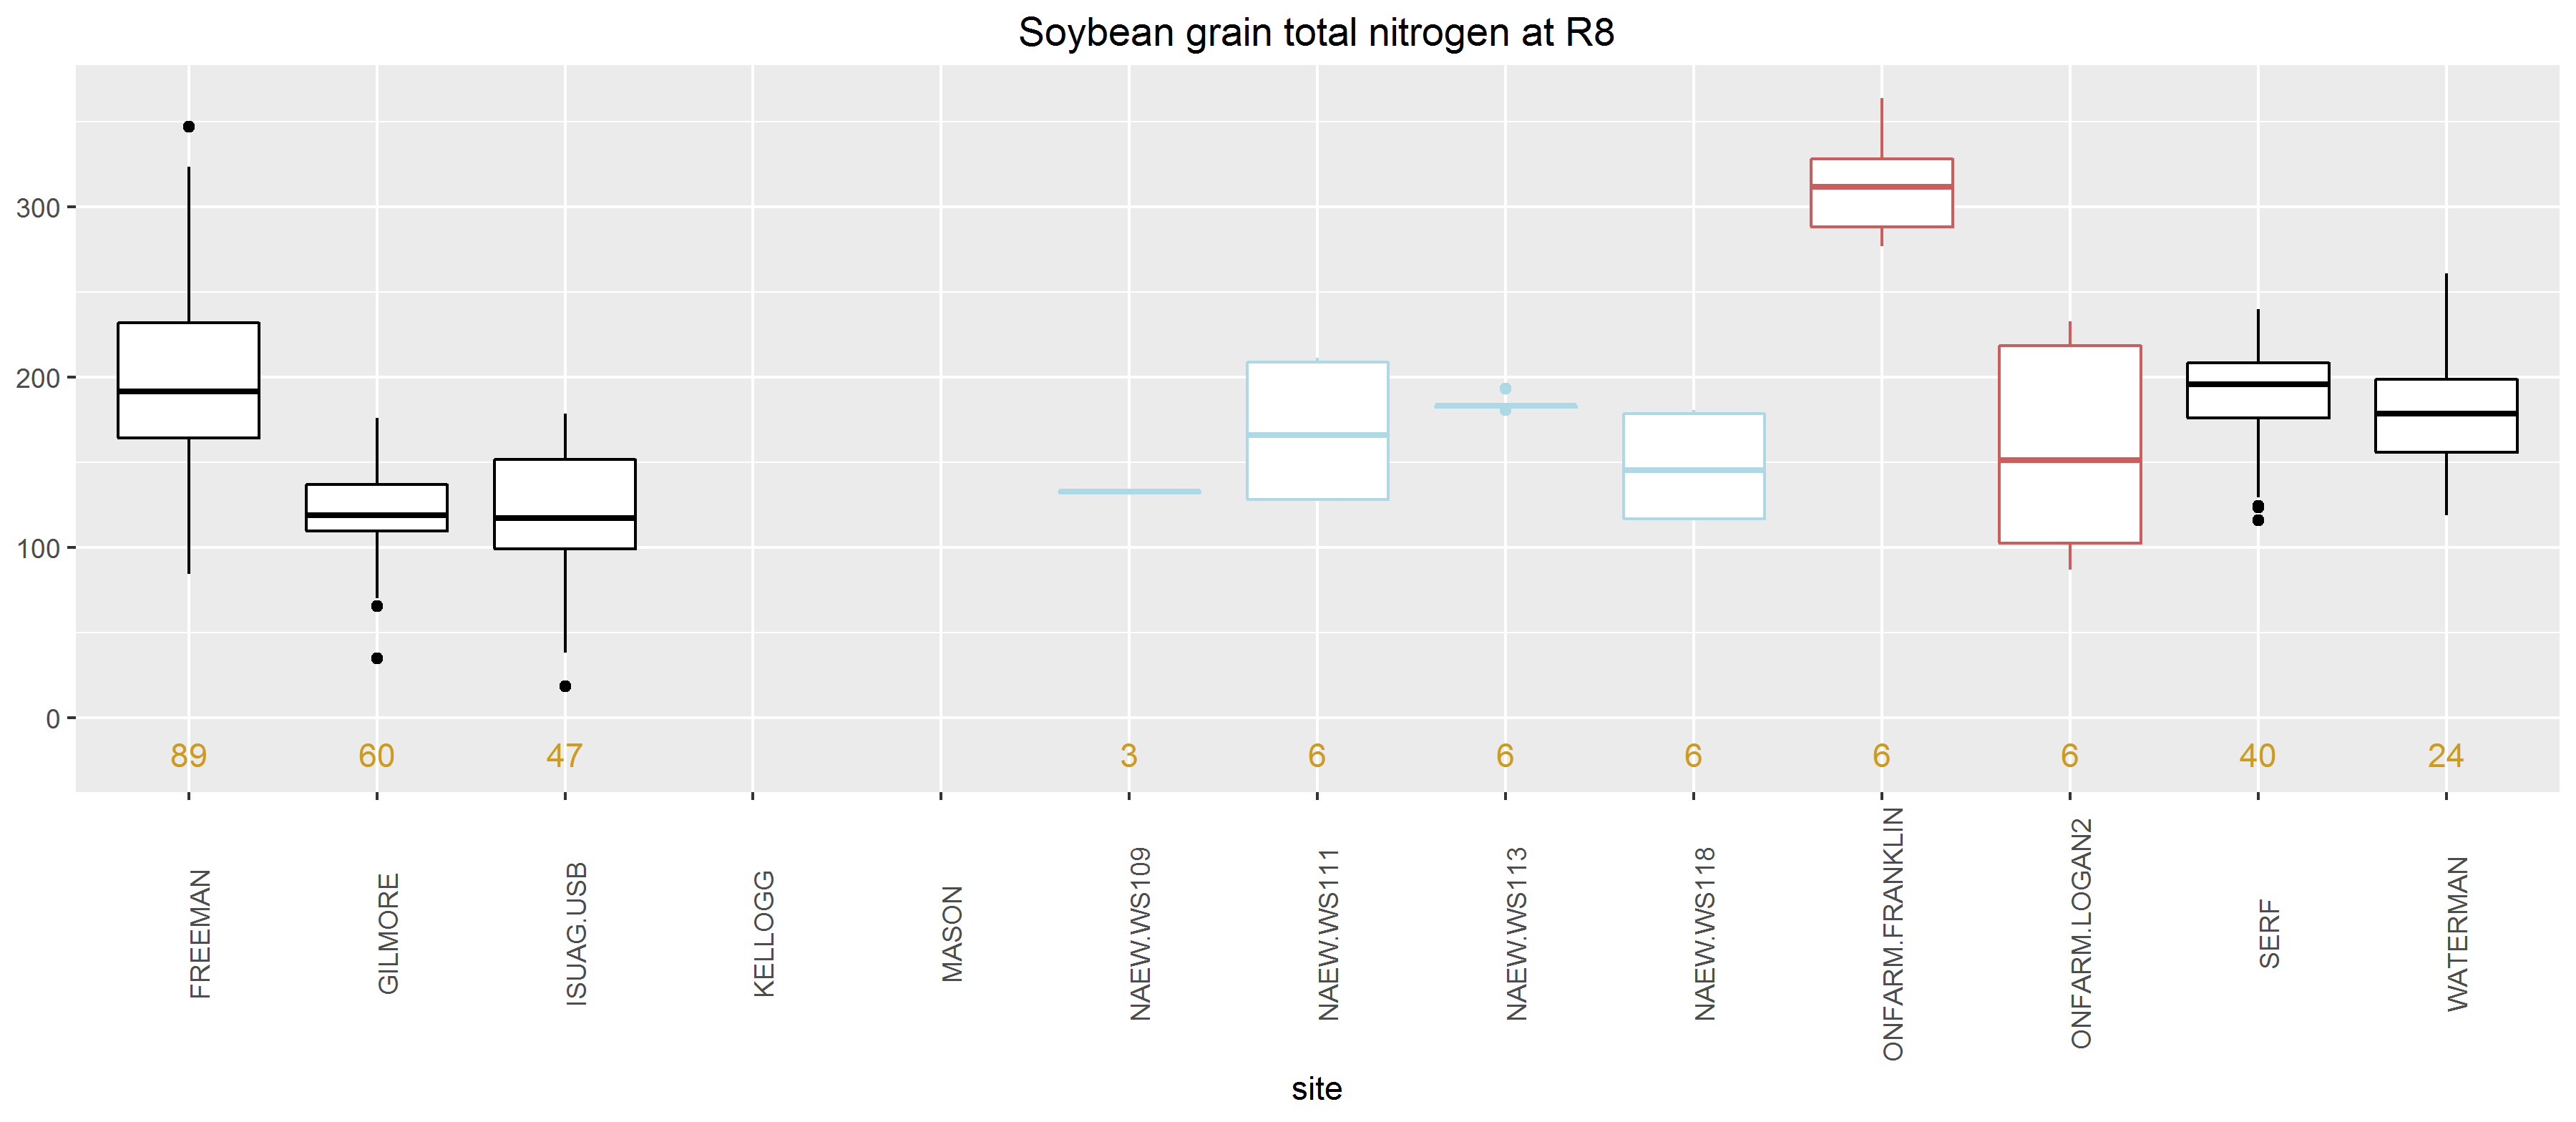 Soybean grain total nitrogen at R8
300
200
100
0
89 60 47 3 6 6 6 6 6 40 24
FREEMAN
GILMORE
ISUAG.USB
KELLOGG
MASON
NAEW.WS109
NAEW.WS111
NAEW.WS113
NAEW.WS118
ONFARM.FRANKLIN
ONFARM.LOGAN2
SERF
WATERMAN
site